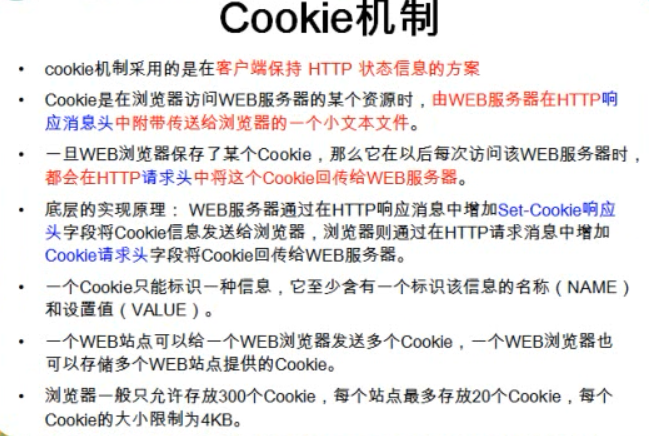 Cookie机制
• cookie机制采用的是在客户端保持 HTTP 状态信息的方案
• Cookie是在浏览器访问WEB服务器的某个资源时，由WEB服务器在HTTP响
应消息头中附带传送给浏览器的一个小文本文件。
• 一旦WEB浏览器保存了某个Cookie，那么它在以后每次访问该WEB服务器时，
都会在HTTP请求头中将这个Cookie回传给WEB服务器。
• 底层的实现原理： WEB服务器通过在HTTP响应消息中增加Set-Cookie响应
头字段将Cookie信息发送给浏览器，浏览器则通过在HTTP请求消息中增加
Cookie请求头字段将Cookie回传给WEB服务器。
• 一个Cookie只能标识一种信息，它至少含有一个标识该信息的名称（NAME）
和设置值（VALUE）。
• 一个WEB站点可以给一个WEB浏览器发送多个Cookie，一个WEB浏览器也
可以存储多个WEB站点提供的Cookie。
• 浏览器一般只允许存放300个Cookie，每个站点最多存放20个Cookie，每个
Cookie的大小限制为4KB。